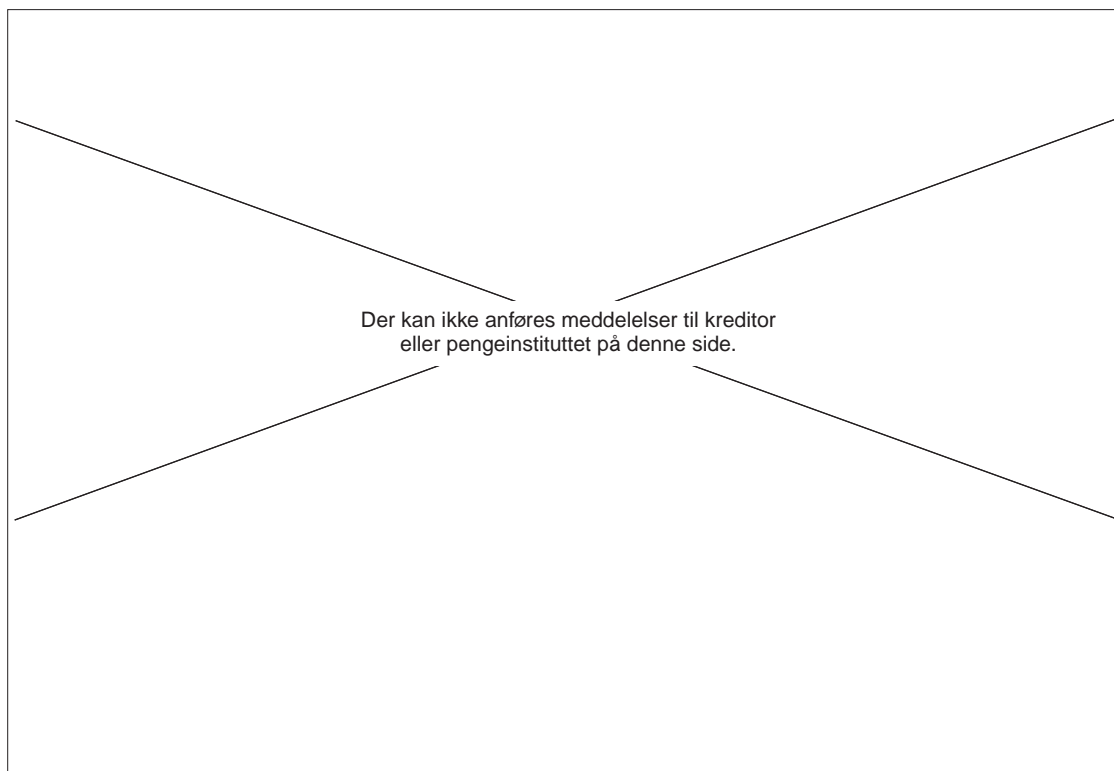 Der kan ikke anføres meddelelser til kreditor
eller pengeinstituttet på denne side.